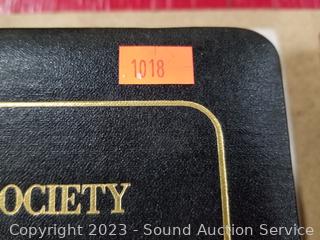 1018
OCIETY
Copyright 2023 - Sound Auction Service